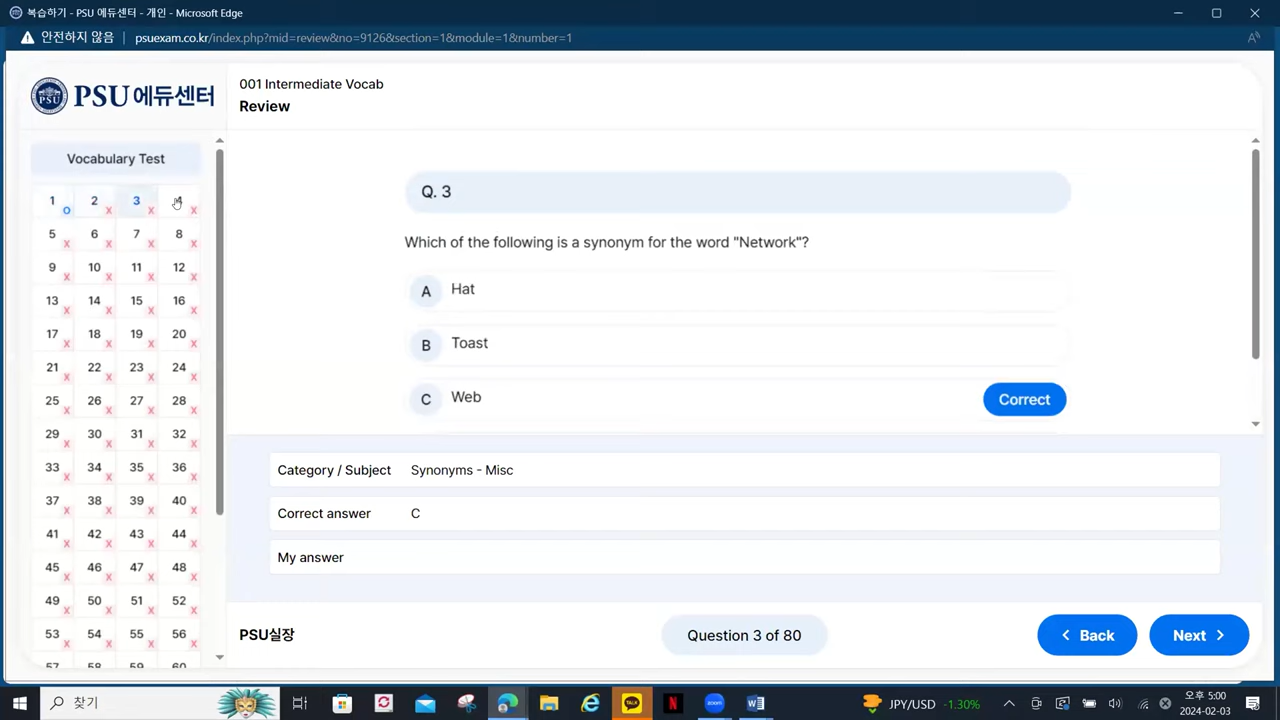 복습하기 - PSU 에듀센터 - 개인 - Microsoft Edge
안전하지 않음 | psuexam.co.kr/index.php?mid=review&no=9126&section=1&module=1&number=1
PSU 에듀센터
001 Intermediate Vocab
Review
Vocabulary Test
1 O 2 X 3 X 4 X
5 X 6 X 7 X 8 X
9 X 10 X 11 X 12 X
13 X 14 X 15 X 16 X
17 X 18 X 19 X 20 X
21 X 22 X 23 X 24 X
25 X 26 X 27 X 28 X
29 X 30 X 31 X 32 X
33 X 34 X 35 X 36 X
37 X 38 X 39 X 40 X
41 X 42 X 43 X 44 X
45 X 46 X 47 X 48 X
49 X 50 X 51 X 52 X
53 X 54 X 55 X 56 X
57 58 59 60
Q. 3
Which of the following is a synonym for the word "Network"?
A Hat
B Toast
C Web Correct
Category / Subject Synonyms - Misc
Correct answer C
My answer
PSU실장
Question 3 of 80
< Back
Next >
찾기
TALK
N
zoom
W
JPY/USD -1.30%
오후 5:00
2024-02-03